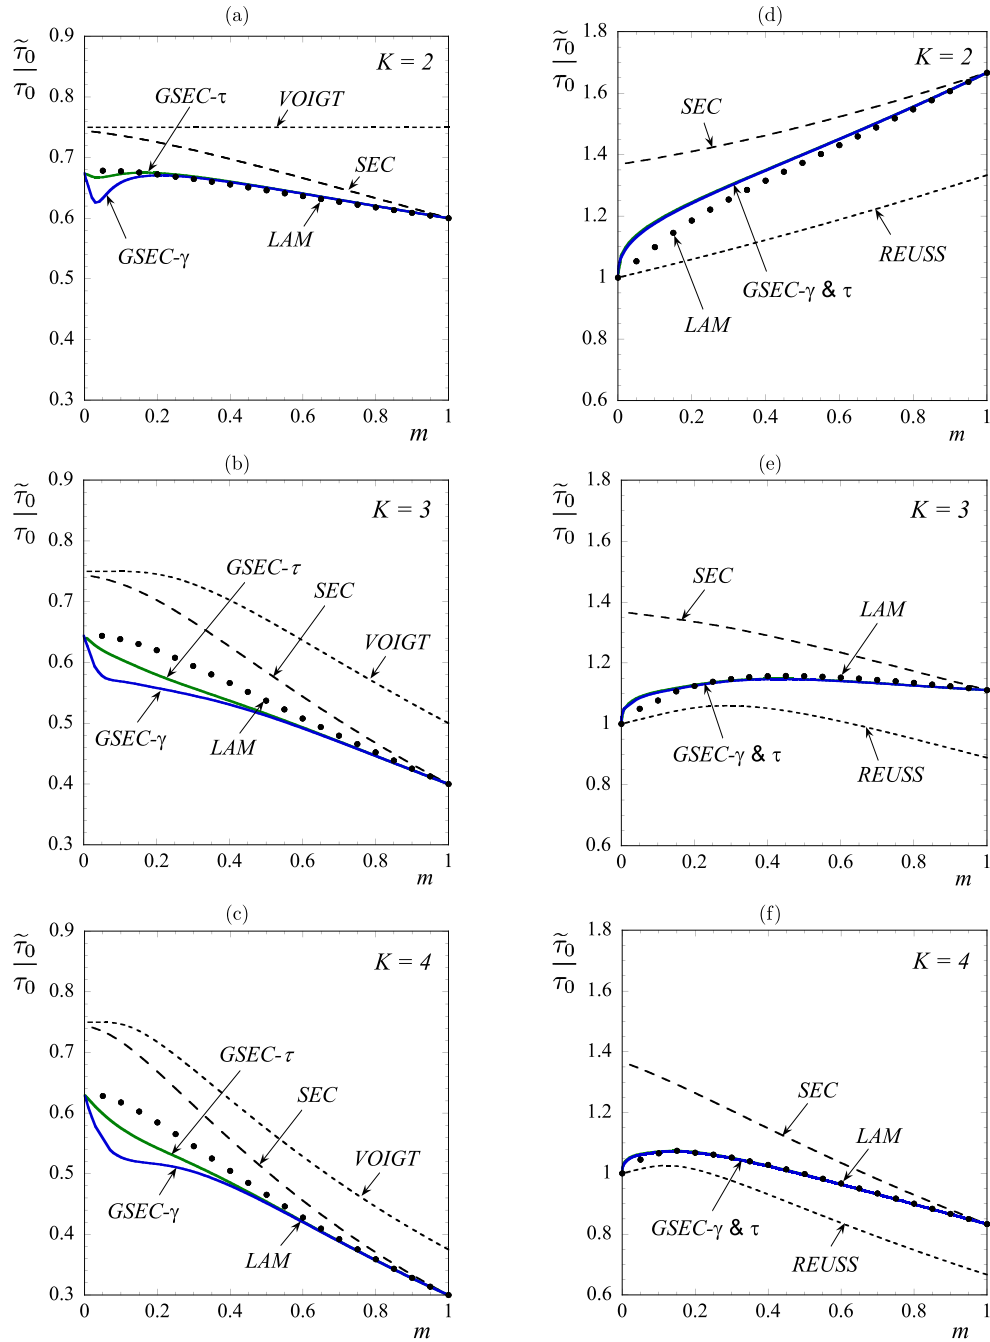 (a)
τ̃₀/τ₀
K = 2
0.9
0.8
0.7
0.6
0.5
0.4
0.3
GSEC-τ
VOIGT
SEC
LAM
GSEC-γ
0 0.2 0.4 0.6 0.8 1
m
(d)
τ̃₀/τ₀
K = 2
1.8
1.6
1.4
1.2
1
0.8
0.6
SEC
REUSS
GSEC-γ & τ
LAM
0 0.2 0.4 0.6 0.8 1
m
(b)
τ̃₀/τ₀
K = 3
0.9
0.8
0.7
0.6
0.5
0.4
0.3
GSEC-τ
SEC
VOIGT
GSEC-γ
LAM
0 0.2 0.4 0.6 0.8 1
m
(e)
τ̃₀/τ₀
K = 3
1.8
1.6
1.4
1.2
1
0.8
0.6
SEC
LAM
GSEC-γ & τ
REUSS
0 0.2 0.4 0.6 0.8 1
m
(c)
τ̃₀/τ₀
K = 4
0.9
0.8
0.7
0.6
0.5
0.4
0.3
GSEC-τ
SEC
VOIGT
GSEC-γ
LAM
0 0.2 0.4 0.6 0.8 1
m
(f)
τ̃₀/τ₀
K = 4
1.8
1.6
1.4
1.2
1
0.8
0.6
SEC
LAM
GSEC-γ & τ
REUSS
0 0.2 0.4 0.6 0.8 1
m